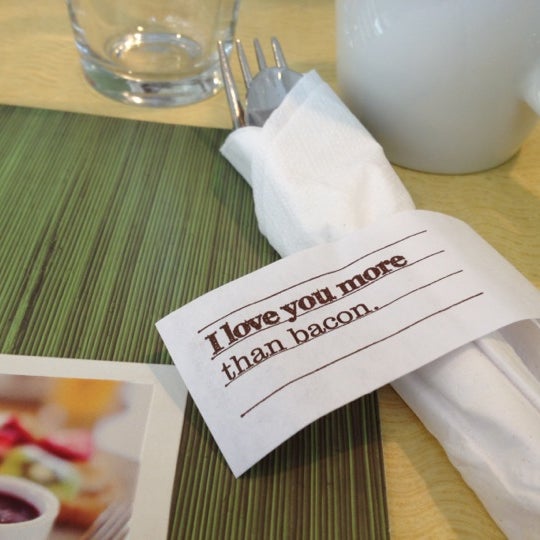 I love you more
than bacon.